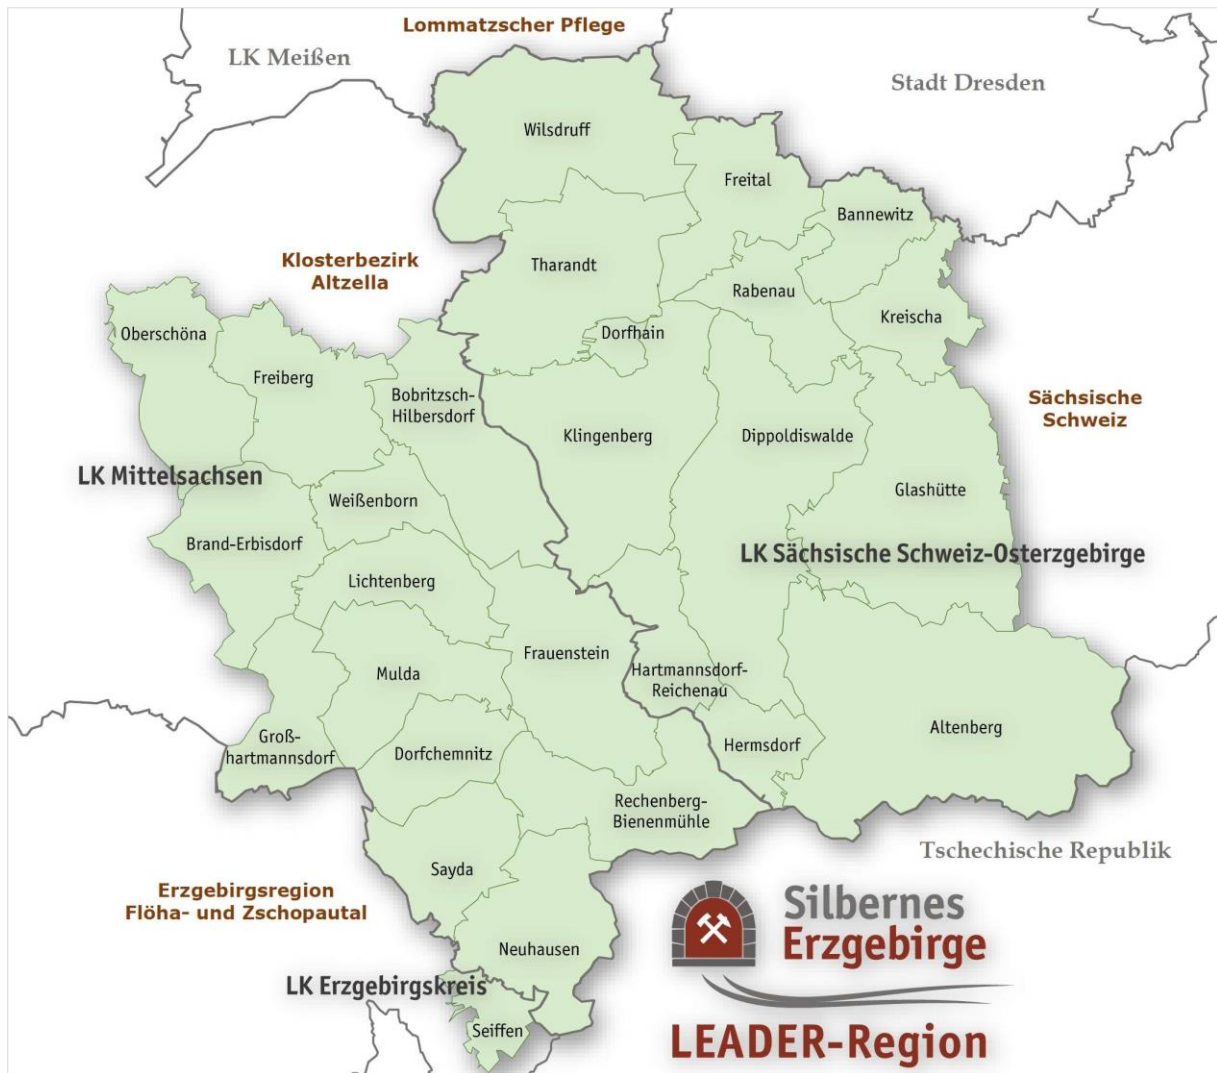 Lommatzscher Pflege
LK Meißen
Stadt Dresden
Wilsdruff
Freital
Bannewitz
Klosterbezirk
Altzella
Tharandt
Rabenau
Kreischa
Oberschöna
Dorfhain
Freiberg
Bobritzsch-
Hilbersdorf
Sächsische
Schweiz
Klingenberg
Dippoldiswalde
LK Mittelsachsen
Glashütte
Weißenborn
Brand-Erbisdorf
LK Sächsische Schweiz-Osterzgebirge
Lichtenberg
Frauenstein
Mulda
Hartmannsdorf-
Reichenau
Altenberg
Groß-
hartmannsdorf
Dorfchemnitz
Hermsdorf
Rechenberg-
Bienenmühle
Tschechische Republik
Sayda
Erzgebirgsregion
Flöha- und Zschopautal
Silbernes
Erzgebirge
Neuhausen
LK Erzgebirgskreis
Seiffen
LEADER-Region